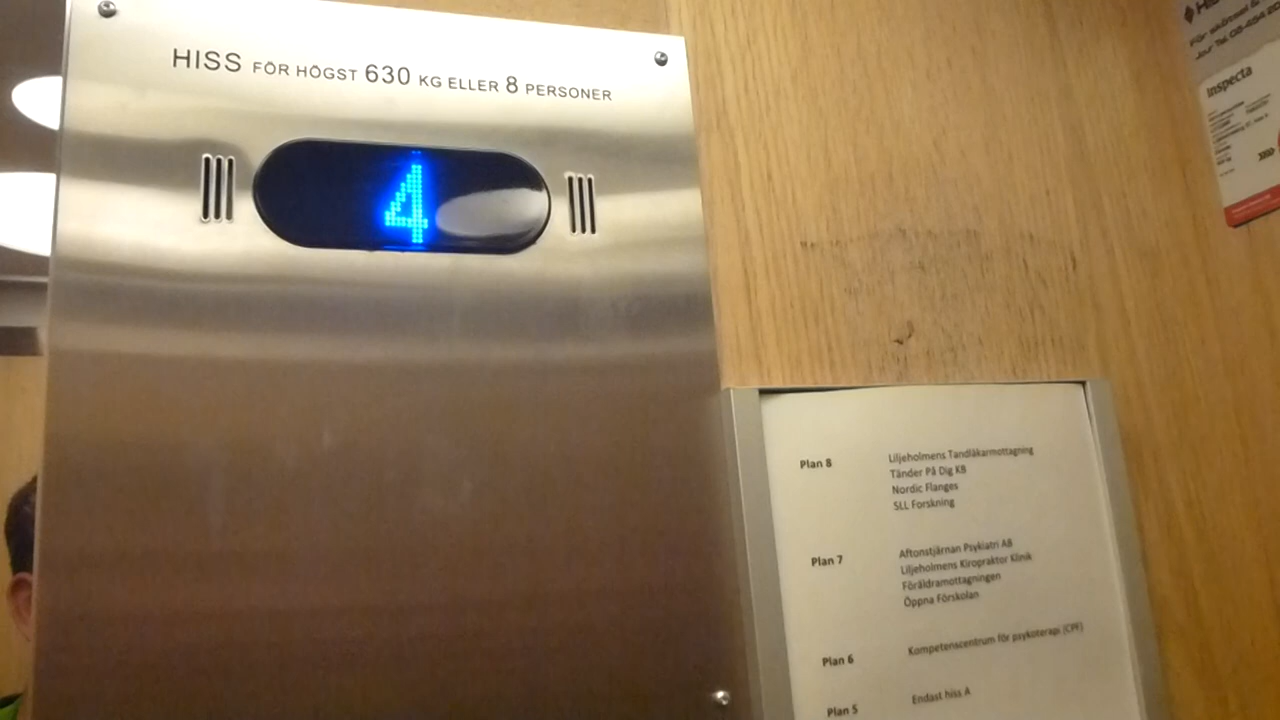 HISS FÖR HÖGST 630 KG ELLER 8 PERSONER
4
Inspecta
Plan 8
Liljeholmens Tandläkarmottagning
Tänder På Dig KB
Nordic Flanges
SLL Forskning
Plan 7
Aftonstjärnan Psykiatri AB
Liljeholmens Kiropraktor Klinik
Föräldramottagningen
Öppna Förskolan
Plan 6
Kompetenscentrum för psykoterapi (CPF)
Plan 5
Endast hiss A